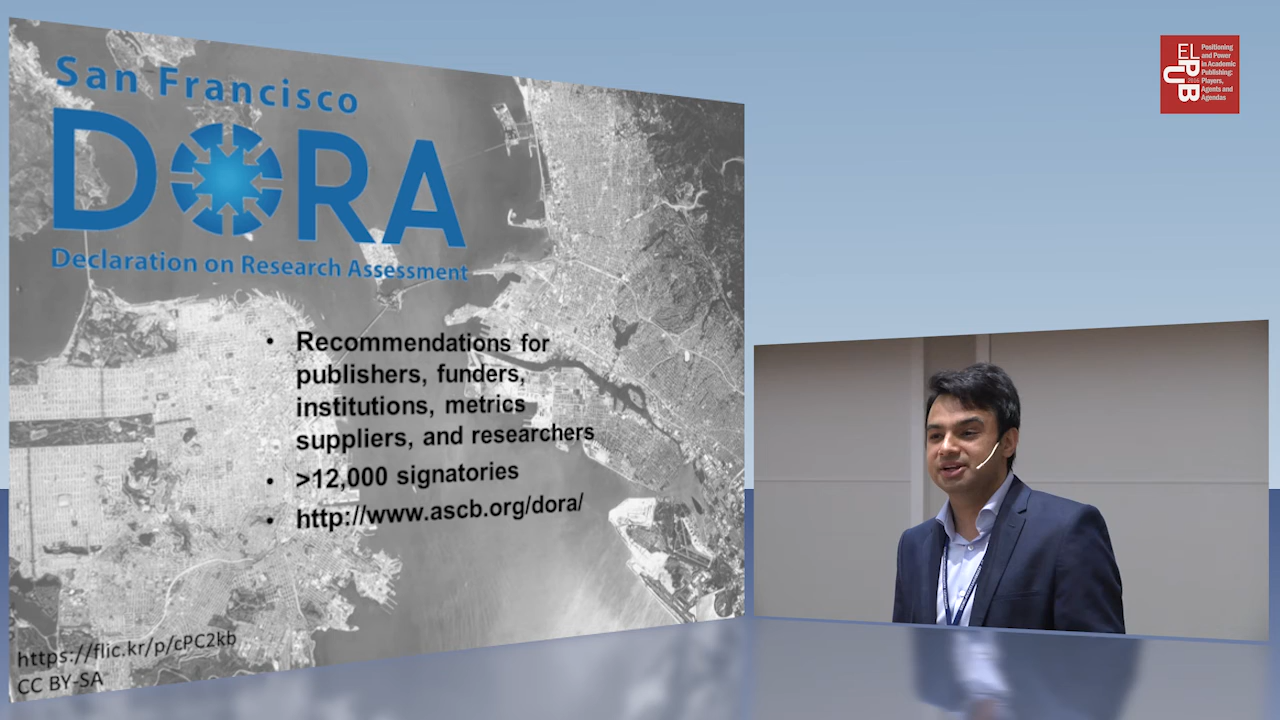 San Francisco
DORA
Declaration on Research Assessment
• Recommendations for
publishers, funders,
institutions, metrics
suppliers, and researchers
• >12,000 signatories
• http://www.ascb.org/dora/
https://flic.kr/p/cPC2kb
CC BY-SA
ELPUB
2016
Positioning
and Power
in Academic
Publishing:
Players,
Agents and
Agendas